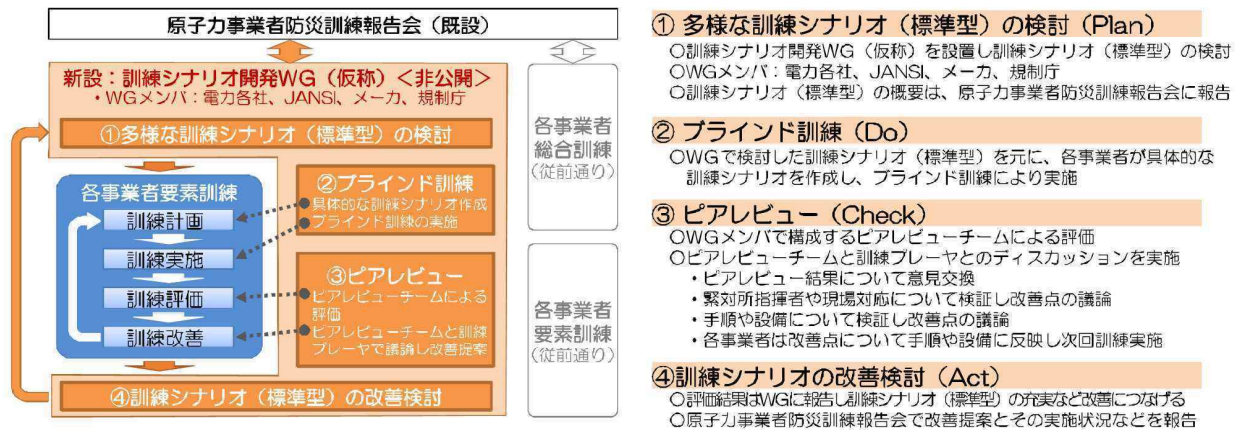 原子力事業者防災訓練報告会（既設）
新設：訓練シナリオ開発WG（仮称）＜非公開＞
・WGメンバ：電力各社、JANSI、メーカ、規制庁
①多様な訓練シナリオ（標準型）の検討
各事業者要素訓練
訓練計画
訓練実施
訓練評価
訓練改善
②ブラインド訓練
●具体的な訓練シナリオ作成
●ブラインド訓練の実施
③ピアレビュー
●ピアレビューチームによる
評価
●ピアレビューチームと訓練
プレーヤで議論し改善提案
④訓練シナリオ（標準型）の改善検討
各事業者
総合訓練
（従前通り）
各事業者
要素訓練
（従前通り）
① 多様な訓練シナリオ（標準型）の検討（Plan）
○訓練シナリオ開発WG（仮称）を設置し訓練シナリオ（標準型）の検討
○WGメンバ：電力各社、JANSI、メーカ、規制庁
○訓練シナリオ（標準型）の概要は、原子力事業者防災訓練報告会に報告
② ブラインド訓練（Do）
○WGで検討した訓練シナリオ（標準型）を元に、各事業者が具体的な
訓練シナリオを作成し、ブラインド訓練により実施
③ ピアレビュー（Check）
○WGメンバで構成するピアレビューチームによる評価
○ピアレビューチームと訓練プレーヤとのディスカッションを実施
・ピアレビュー結果について意見交換
・緊対所指揮者や現場対応について検証し改善点の議論
・手順や設備について検証し改善点の議論
・各事業者は改善点について手順や設備に反映し次回訓練実施
④訓練シナリオの改善検討（Act）
○評価結果はWGに報告し訓練シナリオ（標準型）の充実など改善につなげる
○原子力事業者防災訓練報告会で改善提案とその実施状況などを報告